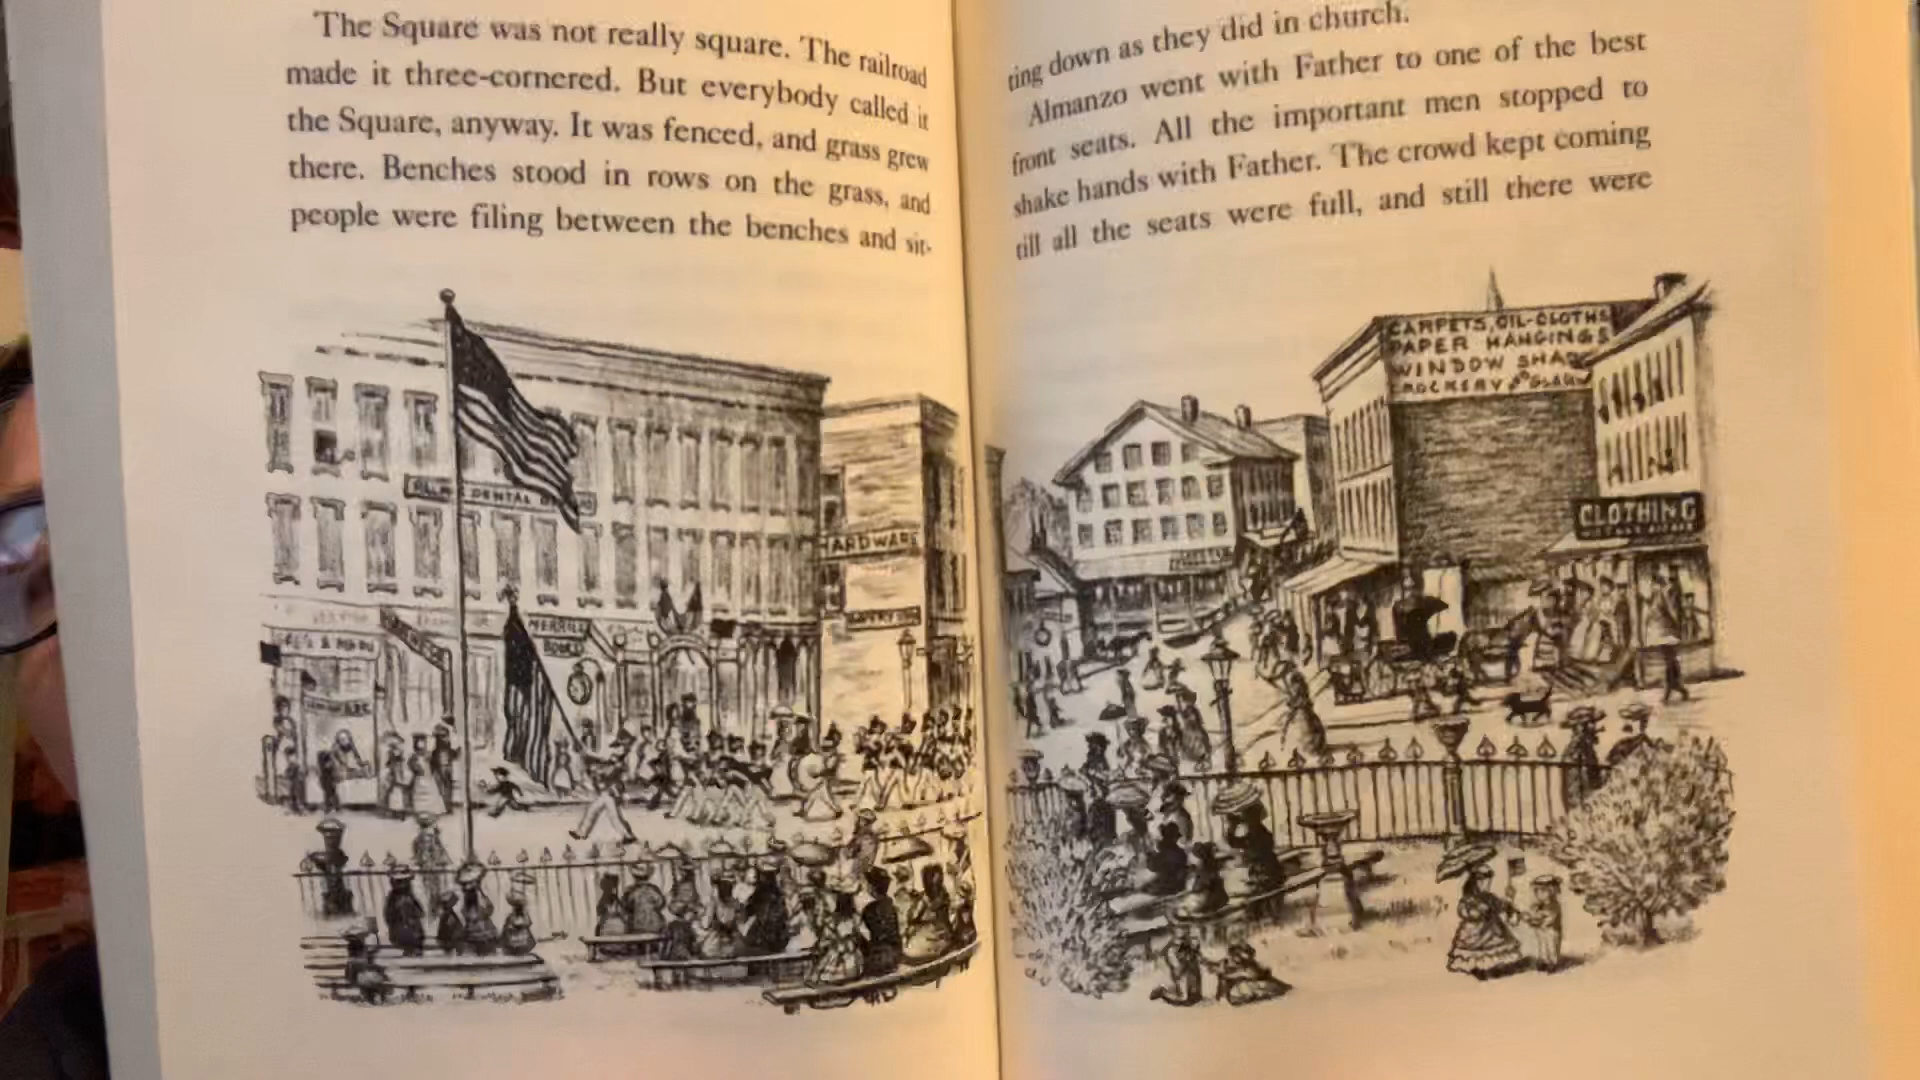 The Square was not really square. The railroad
made it three-cornered. But everybody called it
the Square, anyway. It was fenced, and grass grew
there. Benches stood in rows on the grass, and
people were filing between the benches and sit-
DENTAL
HARDWARE
MERRILL
ting down as they did in church.
Almanzo went with Father to one of the best
front seats. All the important men stopped to
shake hands with Father. The crowd kept coming
till all the seats were full, and still there were
CARPETS, OIL-CLOTHS
PAPER HANGINGS
WINDOW SHA
CROCKERY
CLOTHING